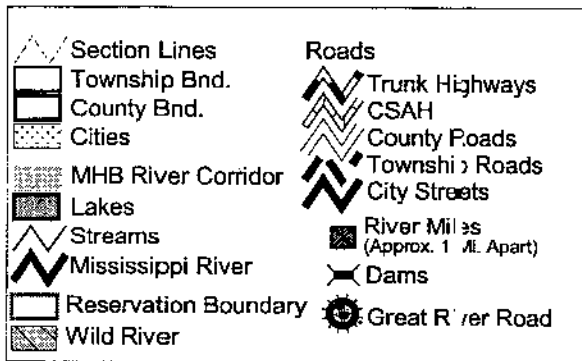 Section Lines
Township Bnd.
County Bnd.
Cities
MHB River Corridor
Lakes
Streams
Mississippi River
Reservation Boundary
Wild River
Roads
Trunk Highways
CSAH
County Roads
Township Roads
City Streets
River Miles
(Approx. 1 Mi. Apart)
Dams
Great River Road